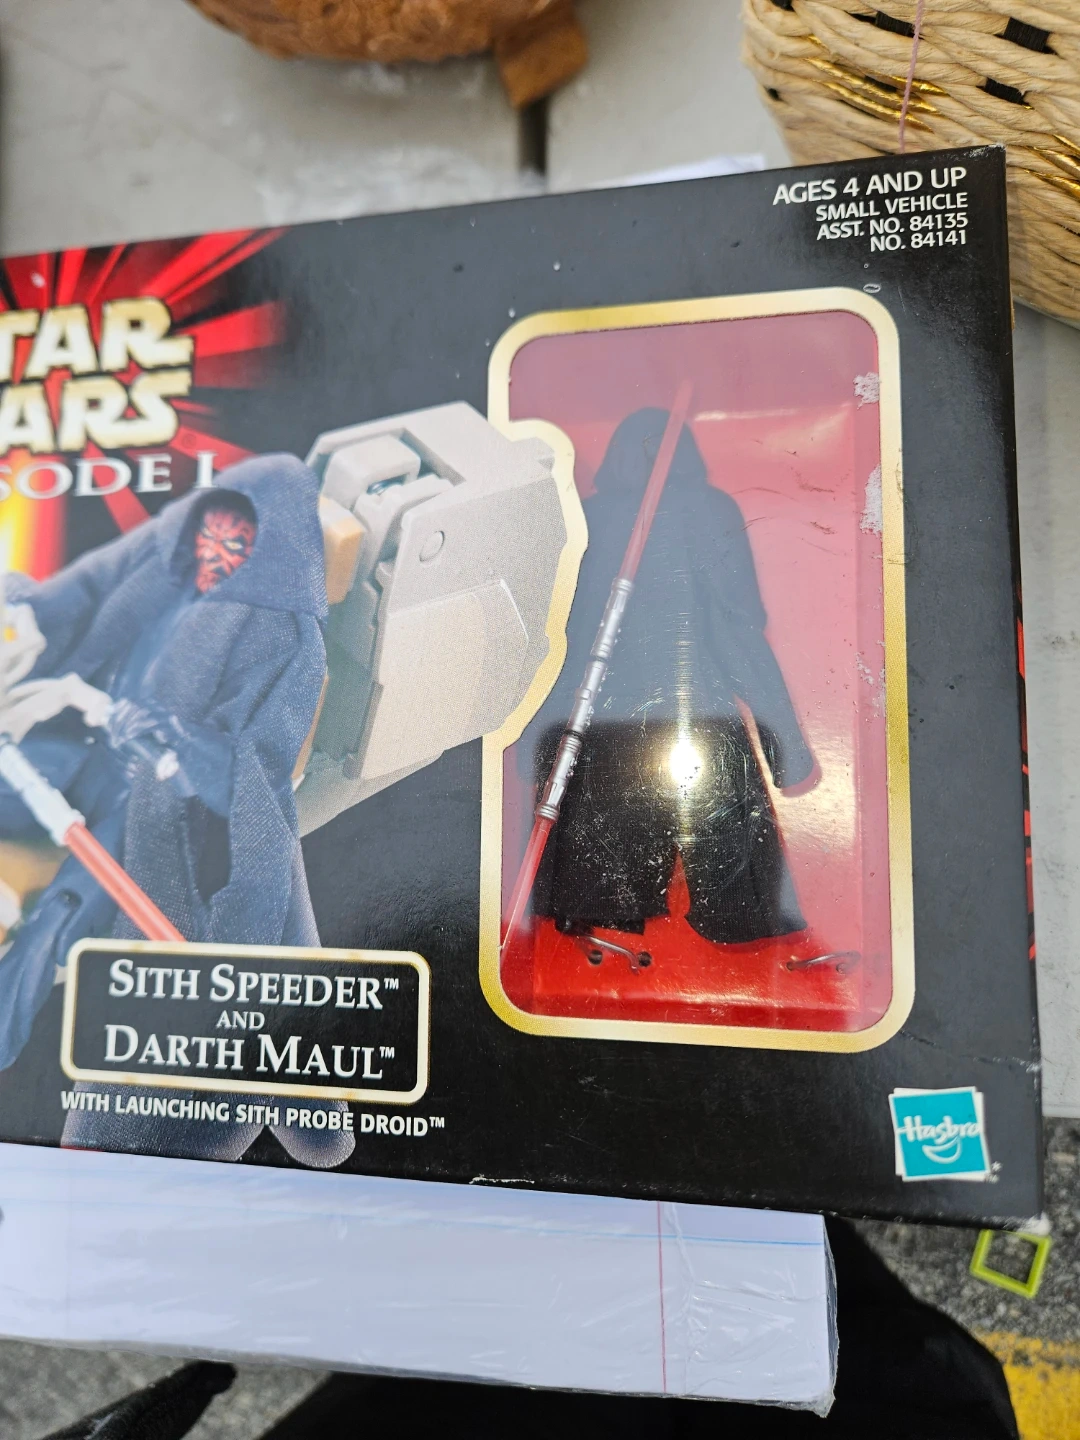 AGES 4 AND UP
SMALL VEHICLE
ASST. NO. 84135
NO. 84141
TAR
ARS
SODE I
SITH SPEEDER™
AND
DARTH MAUL™
WITH LAUNCHING SITH PROBE DROID™
Hasbro